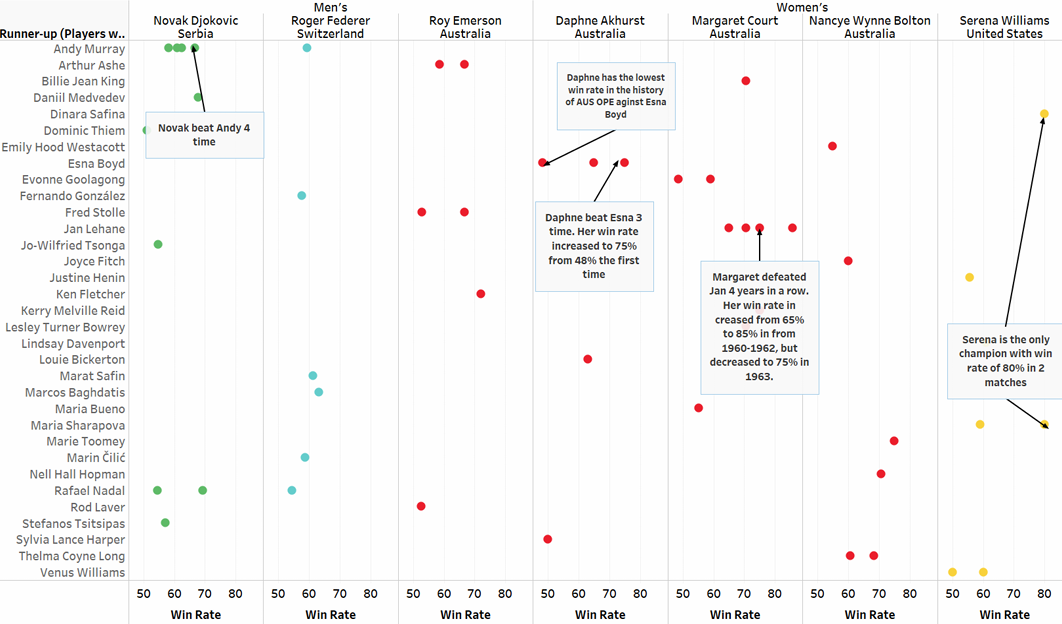 Men's
Women's
Runner-up (Players w..
Novak Djokovic
Serbia
Roger Federer
Switzerland
Roy Emerson
Australia
Daphne Akhurst
Australia
Margaret Court
Australia
Nancye Wynne Bolton
Australia
Serena Williams
United States
Andy Murray
Arthur Ashe
Billie Jean King
Daniil Medvedev
Dinara Safina
Dominic Thiem
Emily Hood Westacott
Esna Boyd
Evonne Goolagong
Fernando González
Fred Stolle
Jan Lehane
Jo-Wilfried Tsonga
Joyce Fitch
Justine Henin
Ken Fletcher
Kerry Melville Reid
Lesley Turner Bowrey
Lindsay Davenport
Louie Bickerton
Marat Safin
Marcos Baghdatis
Maria Bueno
Maria Sharapova
Marie Toomey
Marin Čilić
Nell Hall Hopman
Rafael Nadal
Rod Laver
Stefanos Tsitsipas
Sylvia Lance Harper
Thelma Coyne Long
Venus Williams
Novak beat Andy 4
time
Daphne has the lowest
win rate in the history
of AUS OPE against Esna
Boyd
Daphne beat Esna 3
time. Her win rate
increased to 75%
from 48% the first
time
Margaret defeated
Jan 4 years in a row.
Her win rate in
creased from 65%
to 85% in from
1960-1962, but
decreased to 75% in
1963.
Serena is the only
champion with win
rate of 80% in 2
matches
50 60 70 80
50 60 70 80
50 60 70 80
50 60 70 80
50 60 70 80
50 60 70 80
50 60 70 80
Win Rate
Win Rate
Win Rate
Win Rate
Win Rate
Win Rate
Win Rate